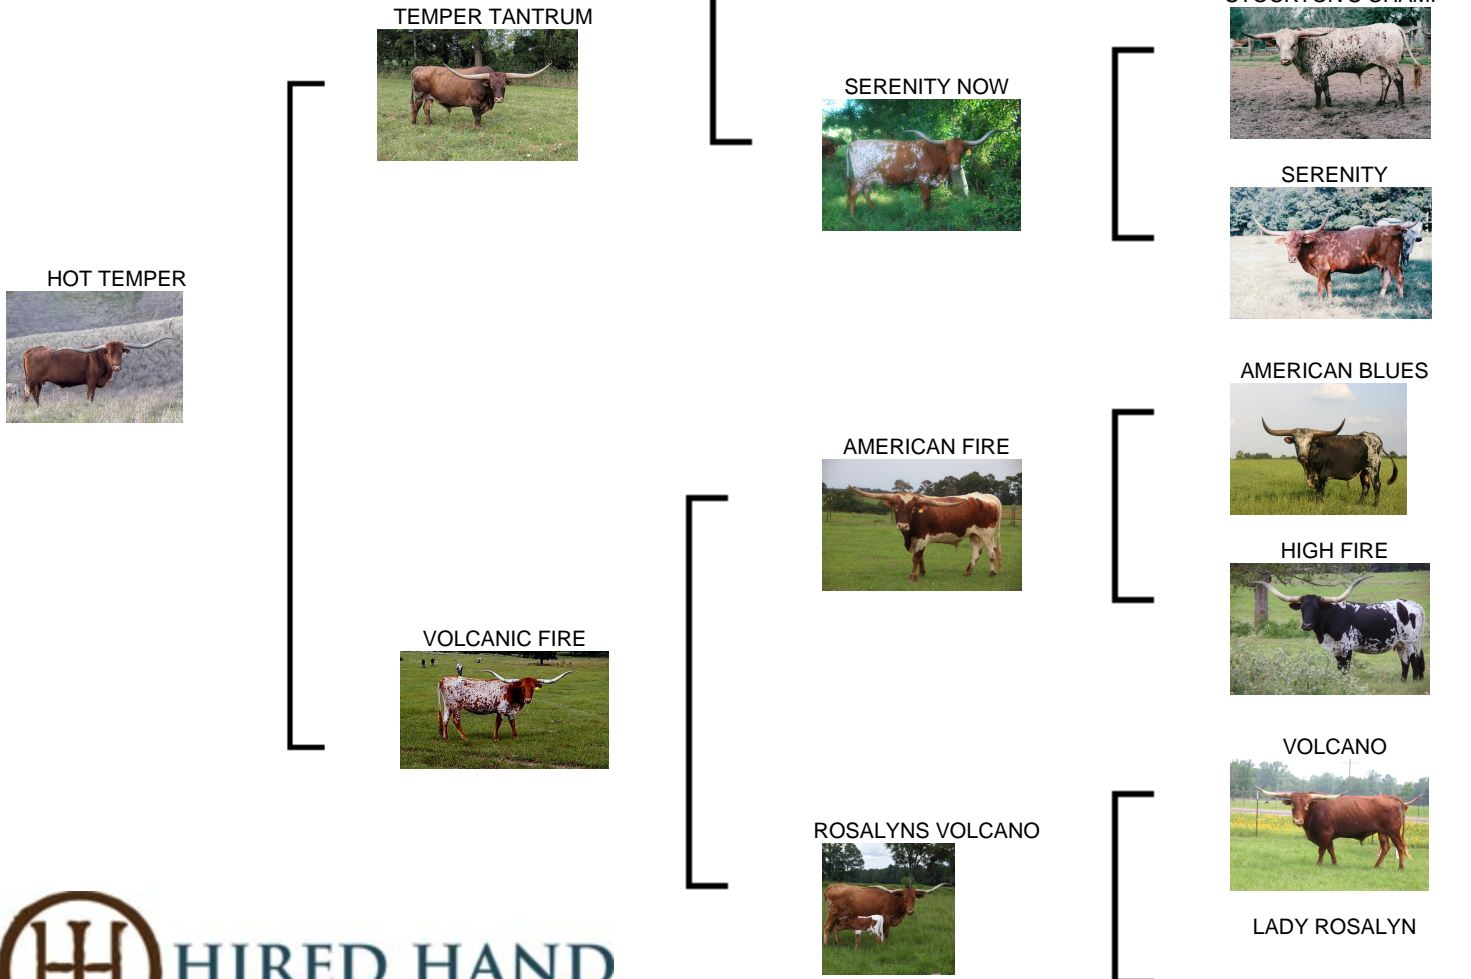 TEMPER TANTRUM
SERENITY NOW
SERENITY
HOT TEMPER
AMERICAN BLUES
AMERICAN FIRE
HIGH FIRE
VOLCANIC FIRE
VOLCANO
ROSALYNS VOLCANO
LADY ROSALYN
HIRED HAND